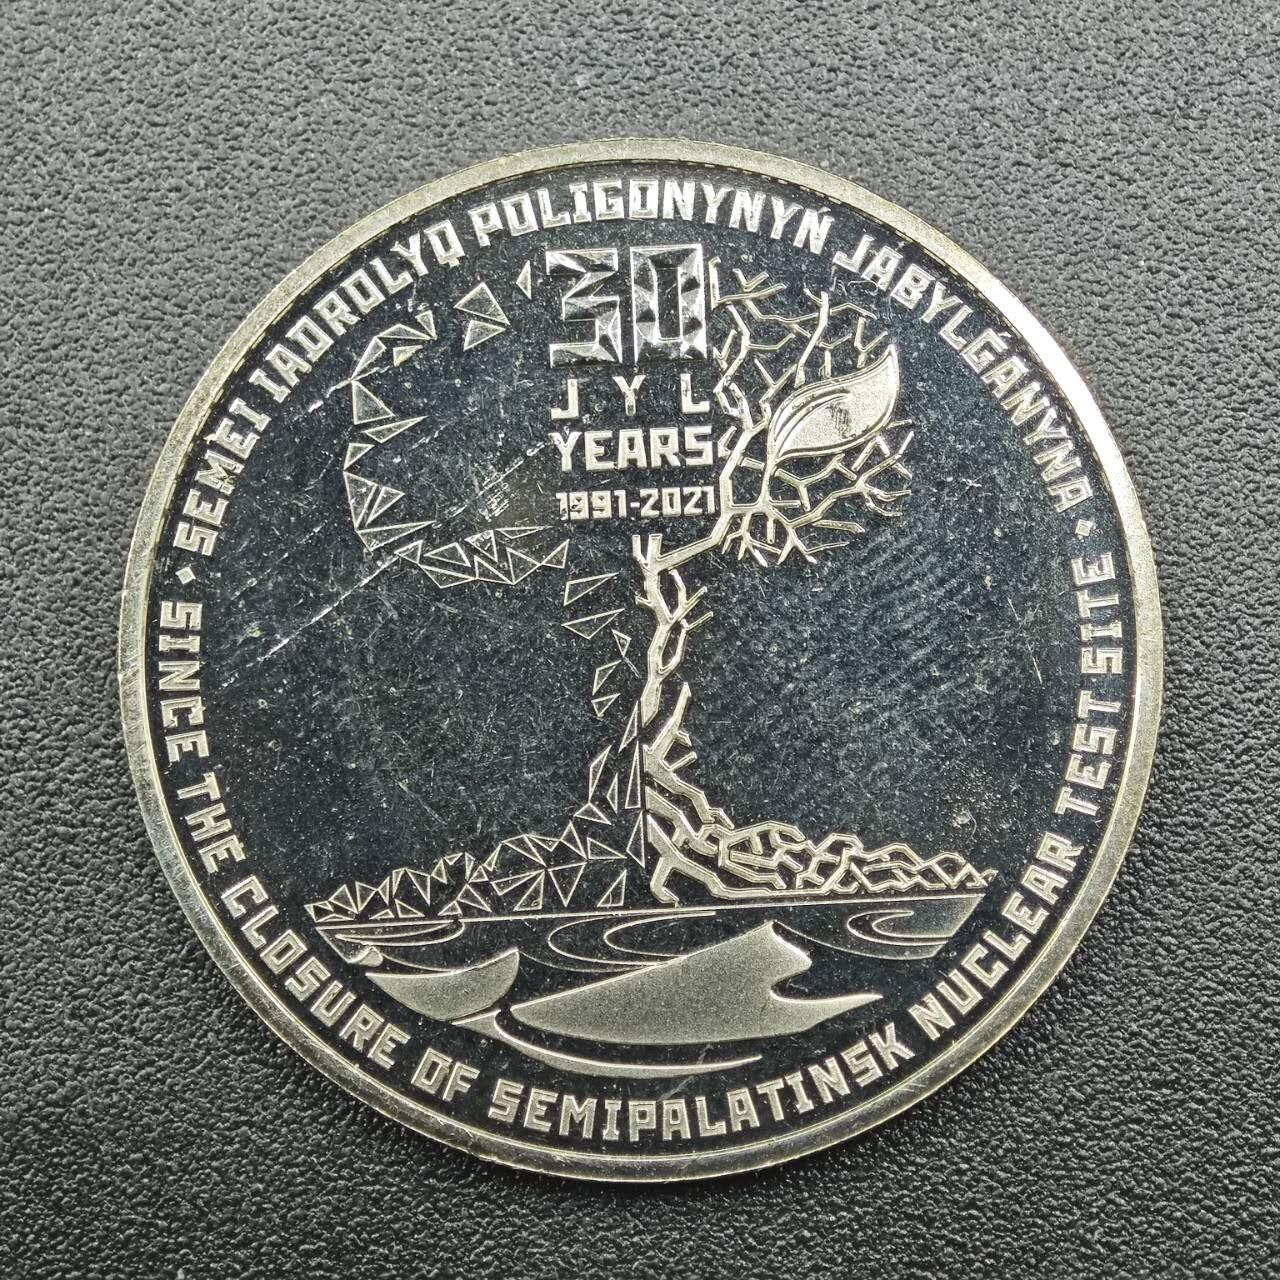 SEMEI IADROLYQ POLIGONYNYŃ JABYLǴANYNA
30
JYL
YEARS
1991-2021
SINCE THE CLOSURE OF SEMIPALATINSK NUCLEAR TEST SITE